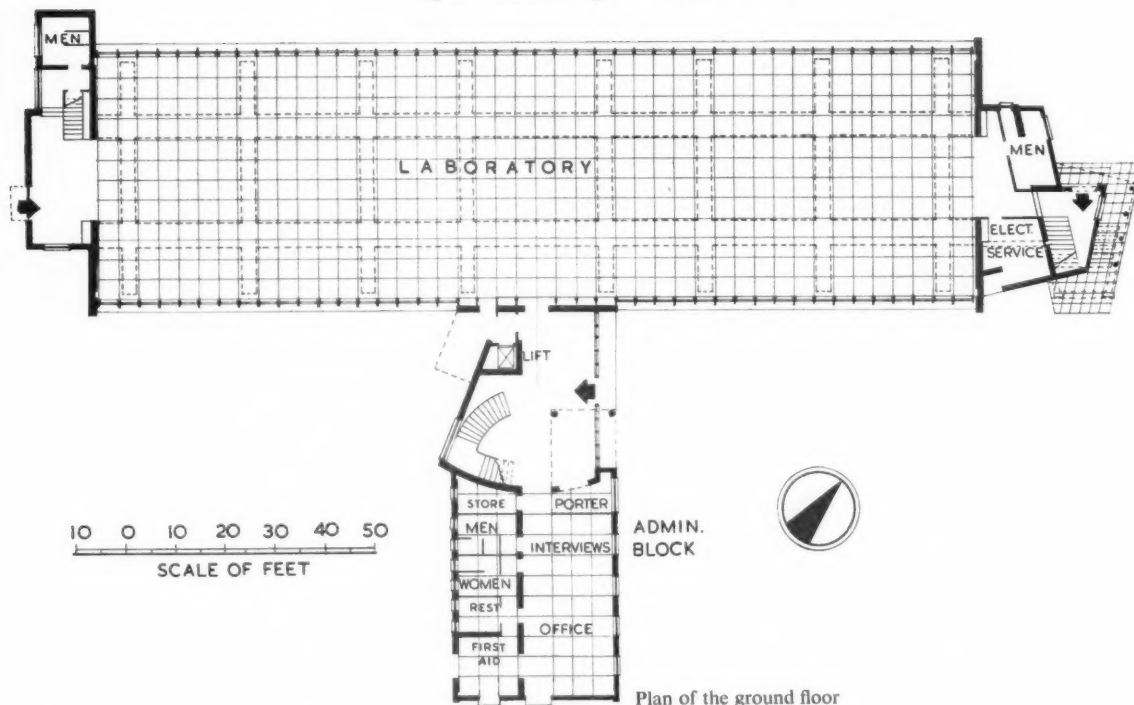 MEN
LABORATORY
MEN
ELECT.
SERVICE
LIFT
STORE
PORTER
MEN
INTERVIEWS
WOMEN
REST
OFFICE
FIRST
AID
ADMIN.
BLOCK
10 0 10 20 30 40 50
SCALE OF FEET
Plan of the ground floor